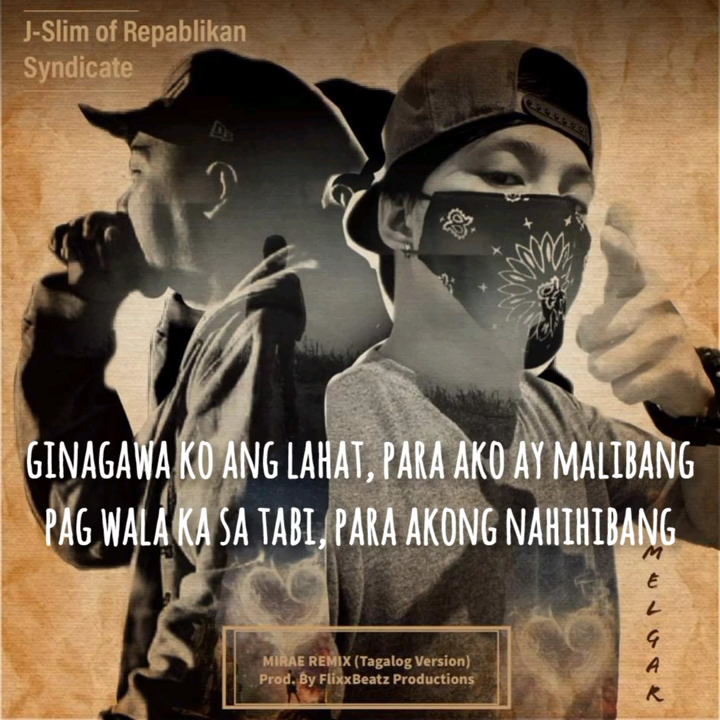 J-Slim of Repablikan
Syndicate
GINAGAWA KO ANG LAHAT, PARA AKO AY MALIBANG
PAG WALA KA SA TABI, PARA AKONG NAHIHIBANG
MELGAR
MIRAE REMIX (Tagalog Version)
Prod. By FlixxBeatz Productions